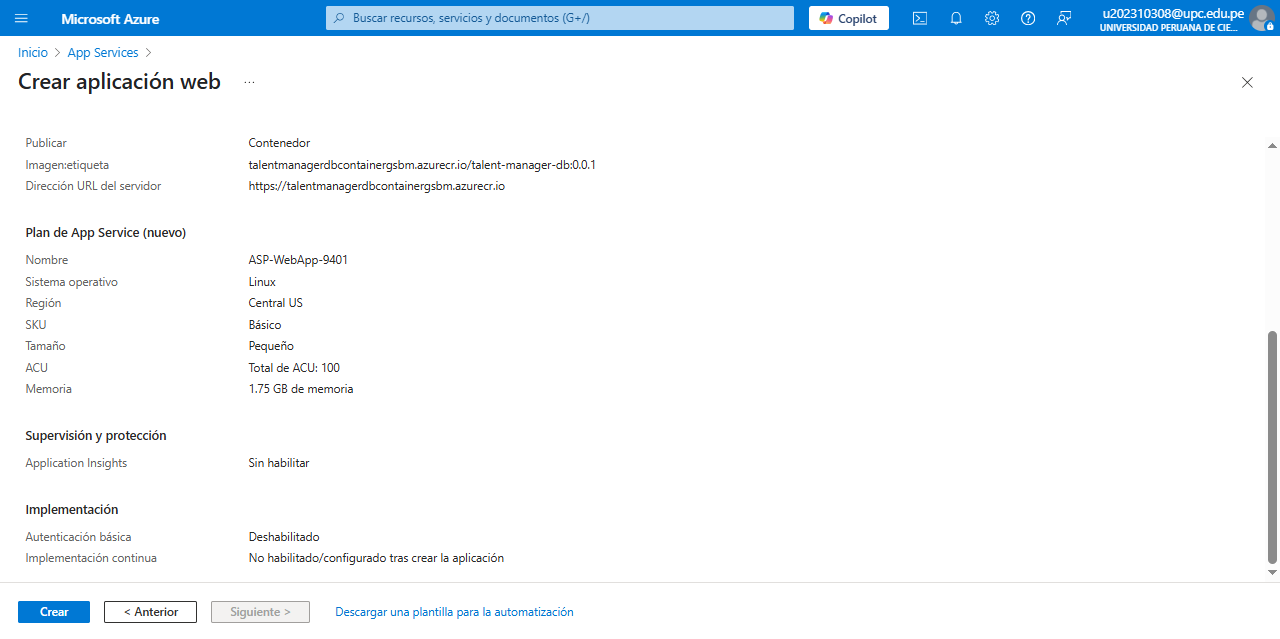 Microsoft Azure
Buscar recursos, servicios y documentos (G+/)
Copilot
u202310308@upc.edu.pe
UNIVERSIDAD PERUANA DE CIE...
Inicio > App Services >
Crear aplicación web ...
Publicar Contenedor
Imagen:etiqueta talentmanagerdbcontainergsbm.azurecr.io/talent-manager-db:0.0.1
Dirección URL del servidor https://talentmanagerdbcontainergsbm.azurecr.io
Plan de App Service (nuevo)
Nombre ASP-WebApp-9401
Sistema operativo Linux
Región Central US
SKU Básico
Tamaño Pequeño
ACU Total de ACU: 100
Memoria 1.75 GB de memoria
Supervisión y protección
Application Insights Sin habilitar
Implementación
Autenticación básica Deshabilitado
Implementación continua No habilitado/configurado tras crear la aplicación
Crear < Anterior Siguiente > Descargar una plantilla para la automatización